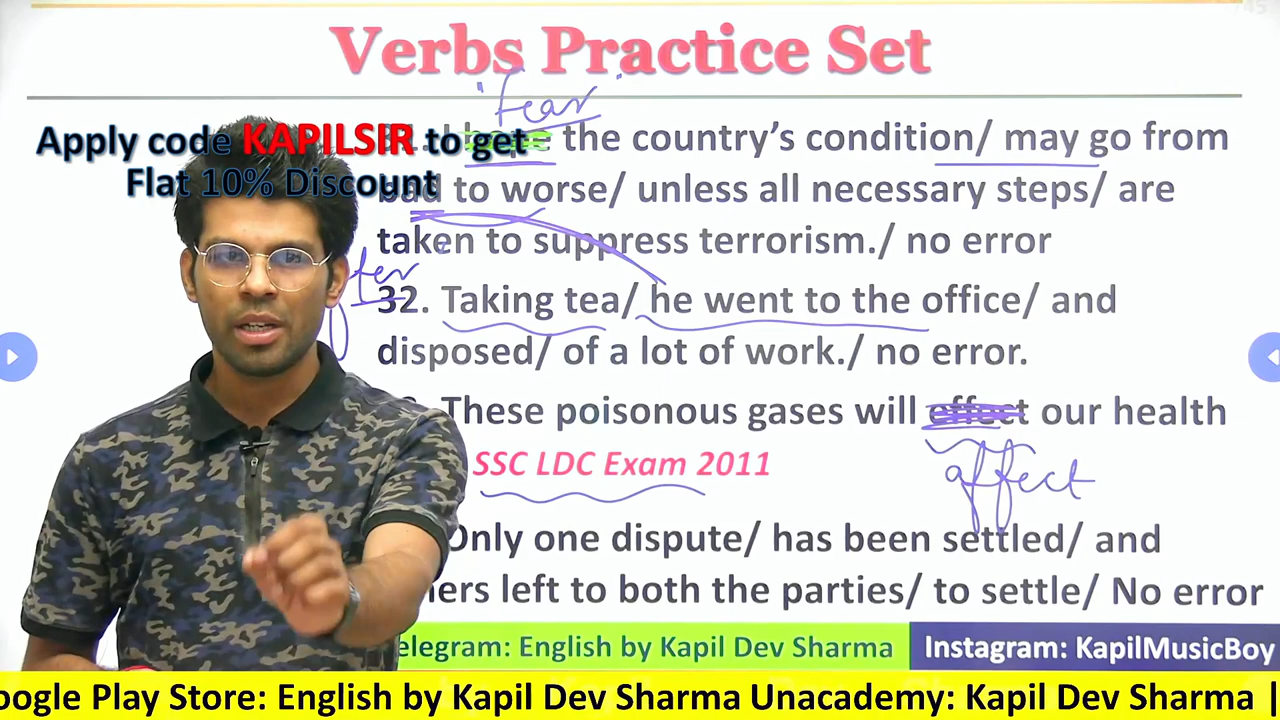 Verbs Practice Set
"fear"
Apply code KAPILSIR to get
Flat 10% Discount
the country's condition/ may go from
bad to worse/ unless all necessary steps/ are
taken to suppress terrorism./ no error
32. Taking tea/ he went to the office/ and
disposed/ of a lot of work./ no error.
These poisonous gases will effect our health
affect
SSC LDC Exam 2011
Only one dispute/ has been settled/ and
left to both the parties/ to settle/ No error
elegram: English by Kapil Dev Sharma
Instagram: KapilMusicBoy
oogle Play Store: English by Kapil Dev Sharma Unacademy: Kapil Dev Sharma |